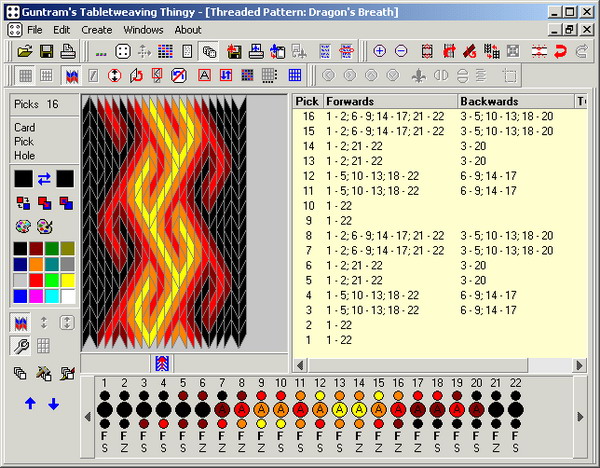 Guntram's Tabletweaving Thingy - [Threaded Pattern: Dragon's Breath]
File Edit Create Windows About
Picks 16
Card
Pick
Hole
Pick Forwards Backwards
16 1 - 2; 6 - 9;14 - 17; 21 - 22 3 - 5;10 - 13;18 - 20
15 1 - 2; 6 - 9;14 - 17; 21 - 22 3 - 5;10 - 13;18 - 20
14 1 - 2;21 - 22 3 - 20
13 1 - 2;21 - 22 3 - 20
12 1 - 5;10 - 13;18 - 22 6 - 9;14 - 17
11 1 - 5;10 - 13;18 - 22 6 - 9;14 - 17
10 1 - 22
9 1 - 22
8 1 - 2; 6 - 9;14 - 17; 21 - 22 3 - 5;10 - 13;18 - 20
7 1 - 2; 6 - 9;14 - 17; 21 - 22 3 - 5;10 - 13;18 - 20
6 1 - 2;21 - 22 3 - 20
5 1 - 2;21 - 22 3 - 20
4 1 - 5;10 - 13;18 - 22 6 - 9;14 - 17
3 1 - 5;10 - 13;18 - 22 6 - 9;14 - 17
2 1 - 22
1 1 - 22
1 2 3 4 5 6 7 8 9 10 11 12 13 14 15 16 17 18 19 20 21 22
A A A A A A A A A A A A A A
F F F F F F F F F F F F F F F F F F F F F F
S Z S Z S Z Z Z Z S S S Z Z Z S S S S Z S Z